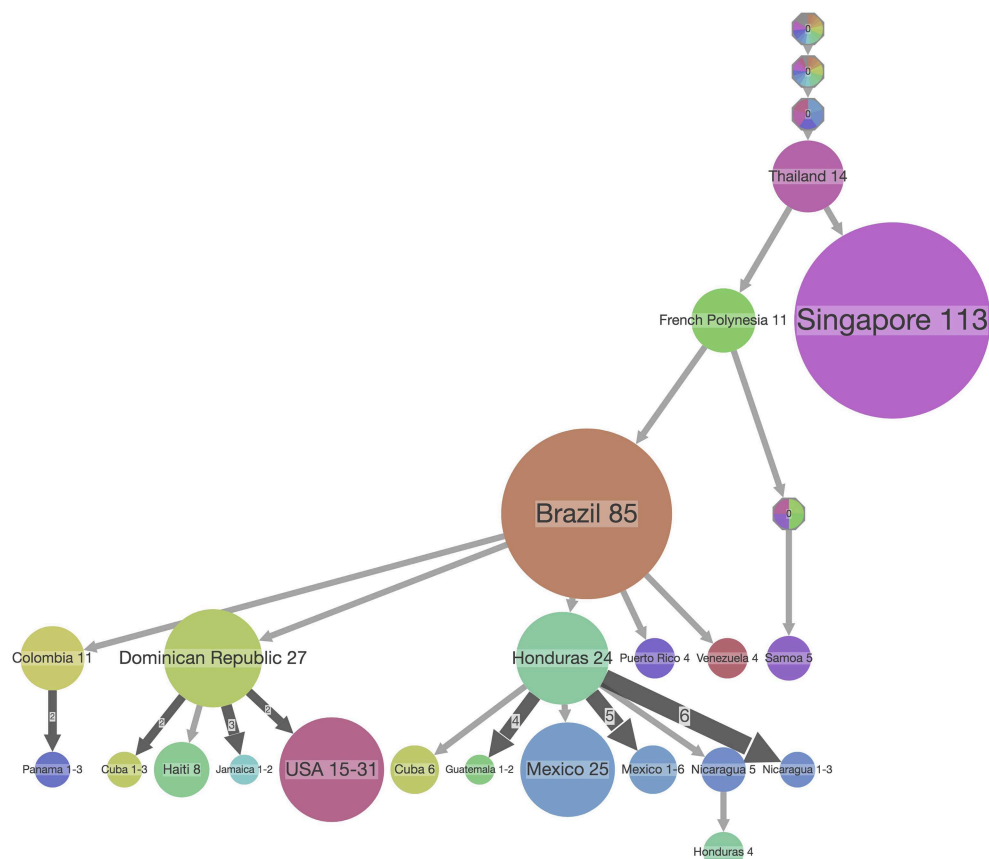 0
0
0
Thailand 14
French Polynesia 11
Singapore 113
Brazil 85
0
Colombia 11
Dominican Republic 27
Honduras 24
Puerto Rico 4
Venezuela 4
Samoa 5
2
2
3
2
4
5
6
Panama 1-3
Cuba 1-3
Haiti 8
Jamaica 1-2
USA 15-31
Cuba 6
Guatemala 1-2
Mexico 25
Mexico 1-6
Nicaragua 5
Nicaragua 1-3
Honduras 4